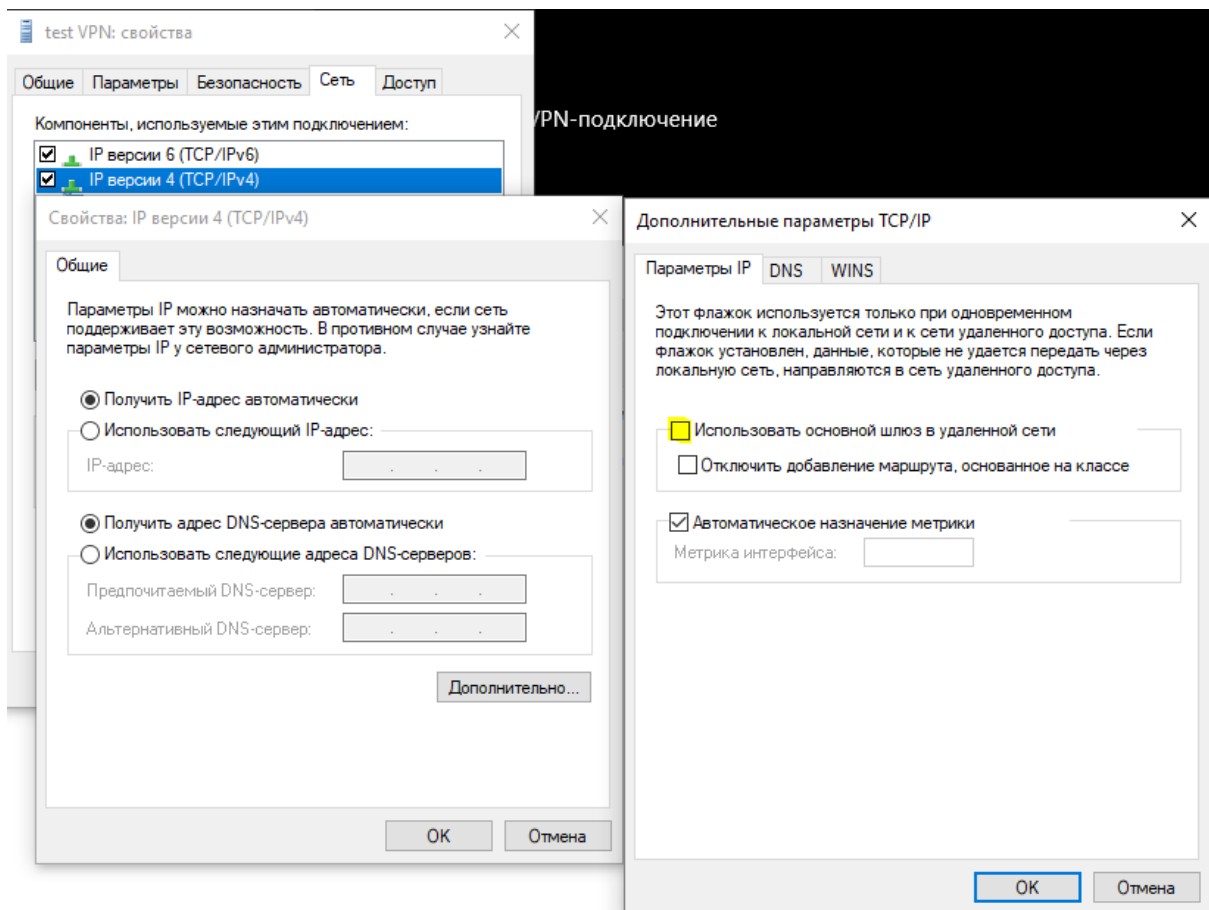 test VPN: свойства
Общие Параметры Безопасность Сеть Доступ
Компоненты, используемые этим подключением:
IP версии 6 (TCP/IPv6)
IP версии 4 (TCP/IPv4)
VPN-подключение
Свойства: IP версии 4 (TCP/IPv4)
Общие
Параметры IP можно назначать автоматически, если сеть
поддерживает эту возможность. В противном случае узнайте
параметры IP у сетевого администратора.
Получить IP-адрес автоматически
Использовать следующий IP-адрес:
IP-адрес:
Получить адрес DNS-сервера автоматически
Использовать следующие адреса DNS-серверов:
Предпочитаемый DNS-сервер:
Альтернативный DNS-сервер:
Дополнительно...
OK Отмена
Дополнительные параметры TCP/IP
Параметры IP DNS WINS
Этот флажок используется только при одновременном
подключении к локальной сети и к сети удаленного доступа. Если
флажок установлен, данные, которые не удается передать через
локальную сеть, направляются в сеть удаленного доступа.
Использовать основной шлюз в удаленной сети
Отключить добавление маршрута, основанное на классе
Автоматическое назначение метрики
Метрика интерфейса:
OK Отмена